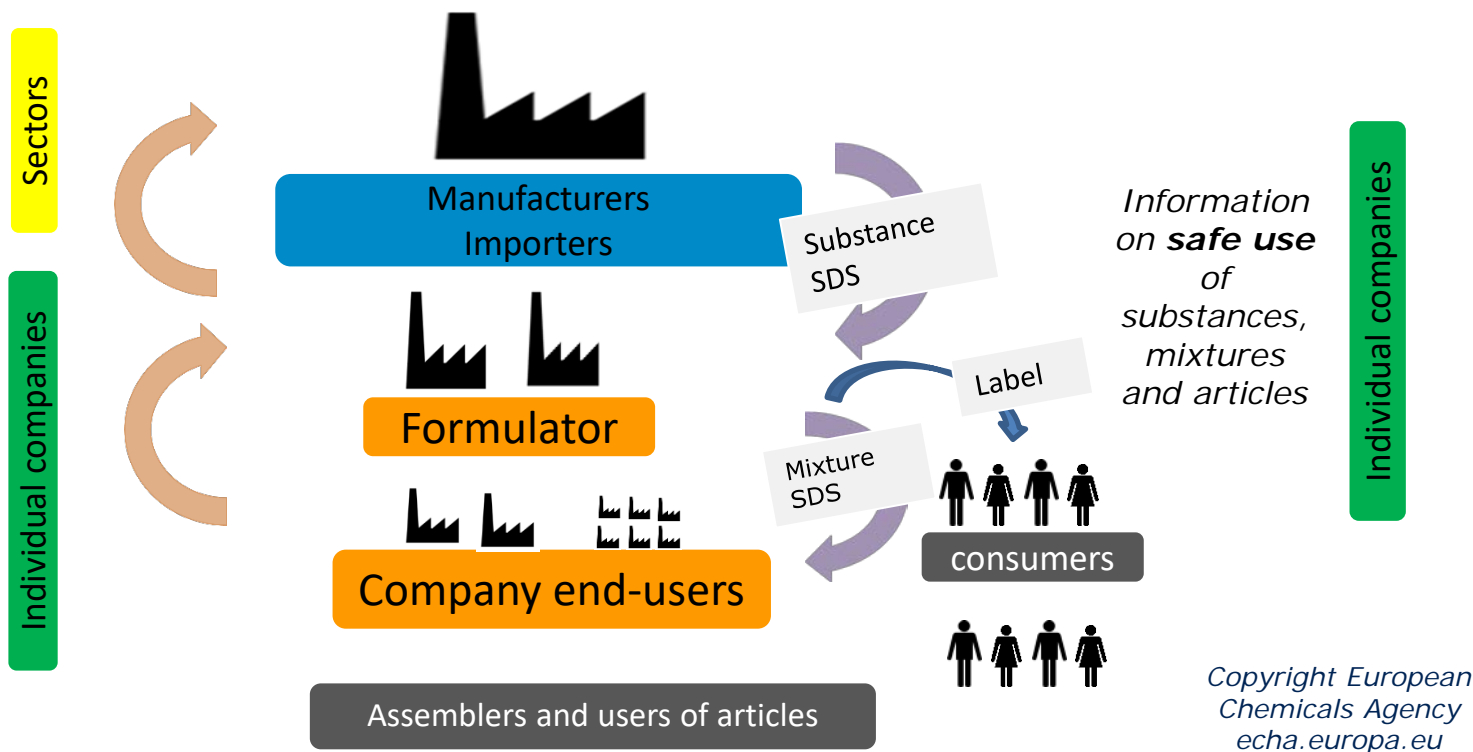 Sectors
Individual companies
Manufacturers
Importers
Substance
SDS
Formulator
Label
Mixture
SDS
Company end-users
consumers
Assemblers and users of articles
Information
on safe use
of
substances,
mixtures
and articles
Individual companies
Copyright European
Chemicals Agency
echa.europa.eu